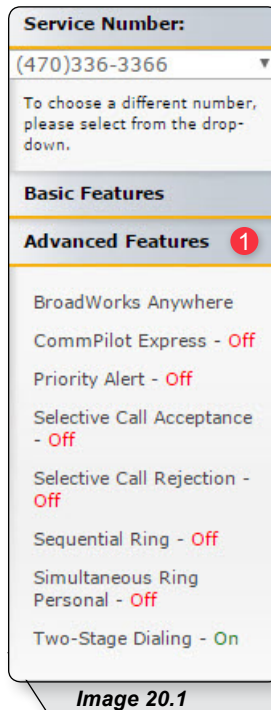 Service Number:
(470)336-3366
To choose a different number,
please select from the drop-
down.
Basic Features
Advanced Features 1
BroadWorks Anywhere
CommPilot Express - Off
Priority Alert - Off
Selective Call Acceptance
- Off
Selective Call Rejection -
Off
Sequential Ring - Off
Simultaneous Ring
Personal - Off
Two-Stage Dialing - On
Image 20.1